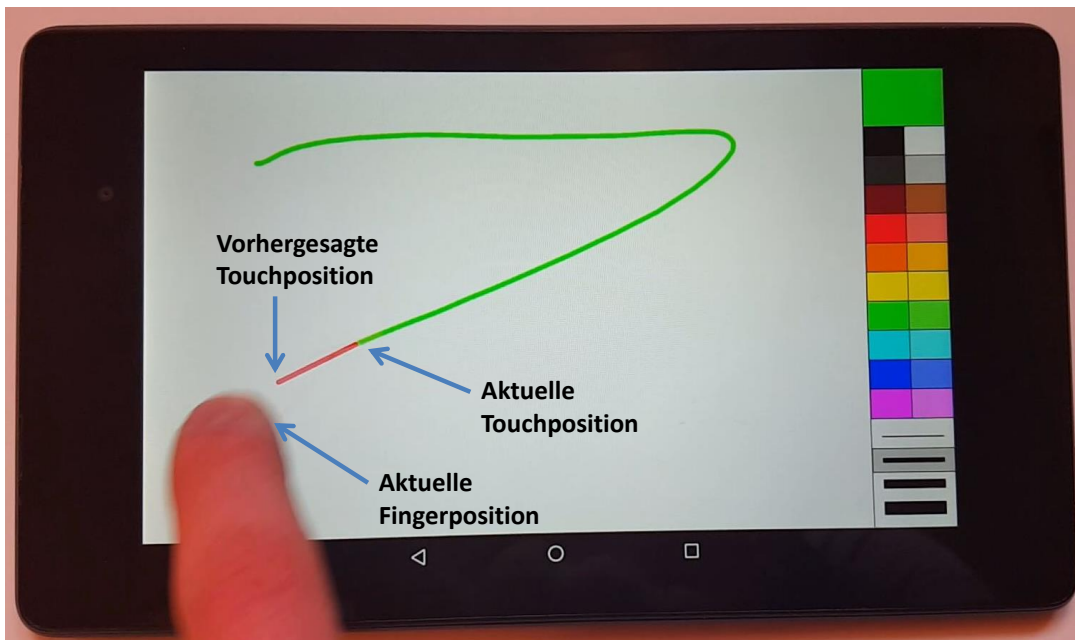 Vorhergesagte
Touchposition
Aktuelle
Touchposition
Aktuelle
Fingerposition